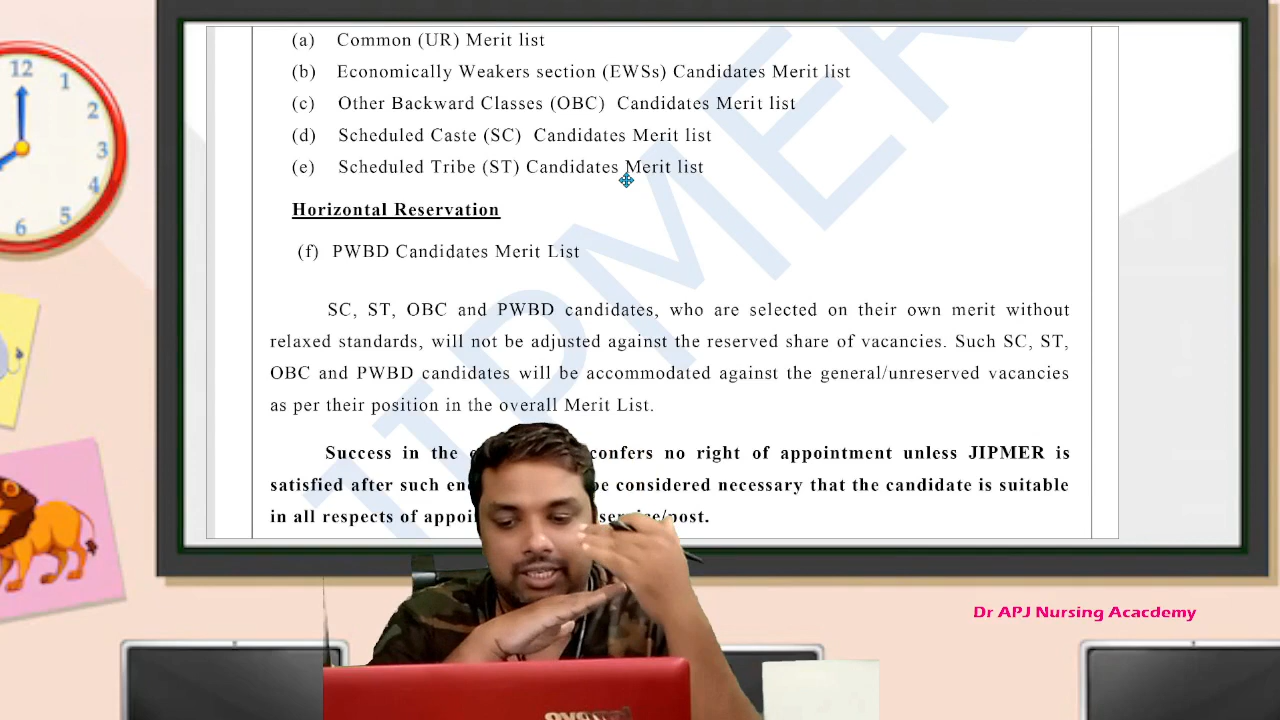 (a) Common (UR) Merit list
(b) Economically Weakers section (EWSs) Candidates Merit list
(c) Other Backward Classes (OBC) Candidates Merit list
(d) Scheduled Caste (SC) Candidates Merit list
(e) Scheduled Tribe (ST) Candidates Merit list
Horizontal Reservation
(f) PWBD Candidates Merit List
SC, ST, OBC and PWBD candidates, who are selected on their own merit without
relaxed standards, will not be adjusted against the reserved share of vacancies. Such SC, ST,
OBC and PWBD candidates will be accommodated against the general/unreserved vacancies
as per their position in the overall Merit List.
Success in the confers no right of appointment unless JIPMER is
satisfied after such be considered necessary that the candidate is suitable
in all respects of service/post.
JIPMER
12
1
2
3
4
5
6
Dr APJ Nursing Acacdemy